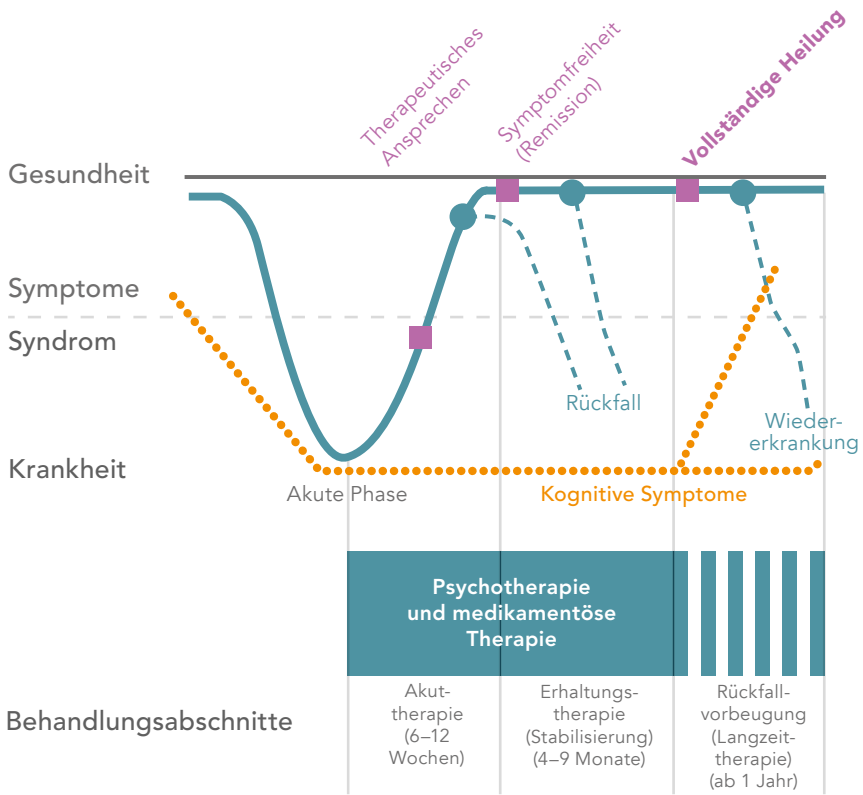 Therapeutisches
Ansprechen
Symptomfreiheit
(Remission)
Vollständige Heilung
Gesundheit
Symptome
Syndrom
Rückfall
Wieder-
erkrankung
Krankheit
Akute Phase
Kognitive Symptome
Psychotherapie
und medikamentöse
Therapie
Behandlungsabschnitte
Akut-
therapie
(6–12
Wochen)
Erhaltungs-
therapie
(Stabilisierung)
(4–9 Monate)
Rückfall-
vorbeugung
(Langzeit-
therapie)
(ab 1 Jahr)